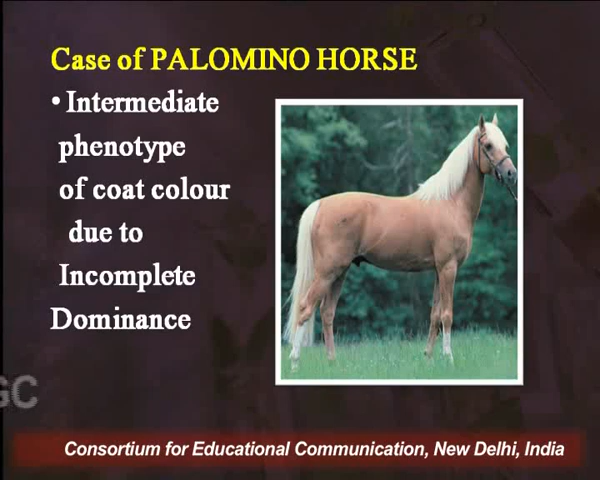 Case of PALOMINO HORSE
• Intermediate
phenotype
of coat colour
due to
Incomplete
Dominance
GC
Consortium for Educational Communication, New Delhi, India